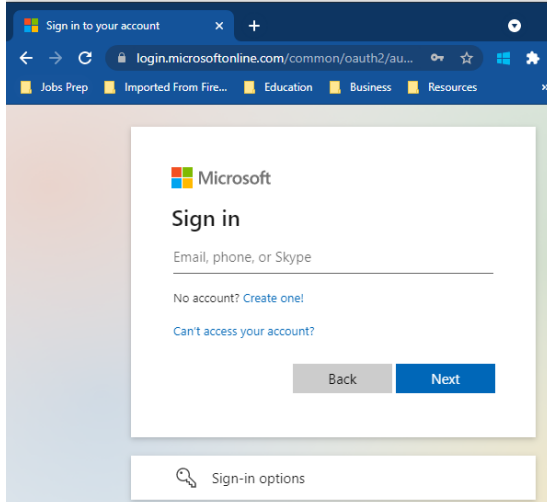 Sign in to your account
login.microsoftonline.com/common/oauth2/au...
Jobs Prep Imported From Fire... Education Business Resources
Microsoft
Sign in
Email, phone, or Skype
No account? Create one!
Can't access your account?
Back Next
Sign-in options